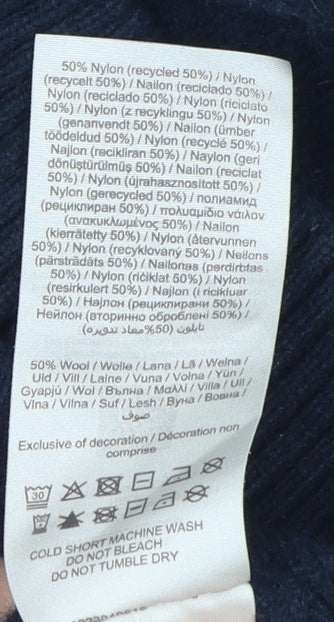 50% Nylon (recycled 50%) / Nylon
(recycelt 50%) / Nailon (reciclado 50%) /
Nylon (reciclado 50%) / Nylon (riciclato
50%) / Nylon (z recyklingu 50%) / Nylon
(genanvendt 50%) / Nailon (ümber
töödeldud 50%) / Nylon (recyclé 50%) /
Najlon (recikliran 50%) / Naylon (geri
dönüştürülmüş 50%) / Nailon (reciclat
50%) / Nylon (újrahasznosított 50%) /
Nylon (gerecycled 50%) / полиамид
(рециклиран 50%) / πολυαμίδιο νάιλον
(ανακυκλωμένος 50%) / Nailon
(kierrätetty 50%) / Nylon (återvunnen
50%) / Nylon (recyklovaný 50%) / Neilons
(pārstrādāts 50%) / Nailonas (perdirbtas
50%) / Nylon (ričiklat 50%) / Nylon
(resirkulert 50%) / Najlon (i ricikluar
50%) / Најлон (рециклирани 50%) /
Нейлон (вторинно оброблені 50%) /
نايلون (50% معاد تدويره)
50% Wool / Wolle / Lana / Lã / Wełna /
Uld / Vill / Laine / Vuna / Volna / Yün /
Gyapjú / Wol / Вълна / Μαλλί / Villa / Ull /
Vlna / Vilna / Suf / Lesh / Вуна / Вовна /
صوف
Exclusive of decoration / Décoration non
comprise
30
COLD SHORT MACHINE WASH
DO NOT BLEACH
DO NOT TUMBLE DRY